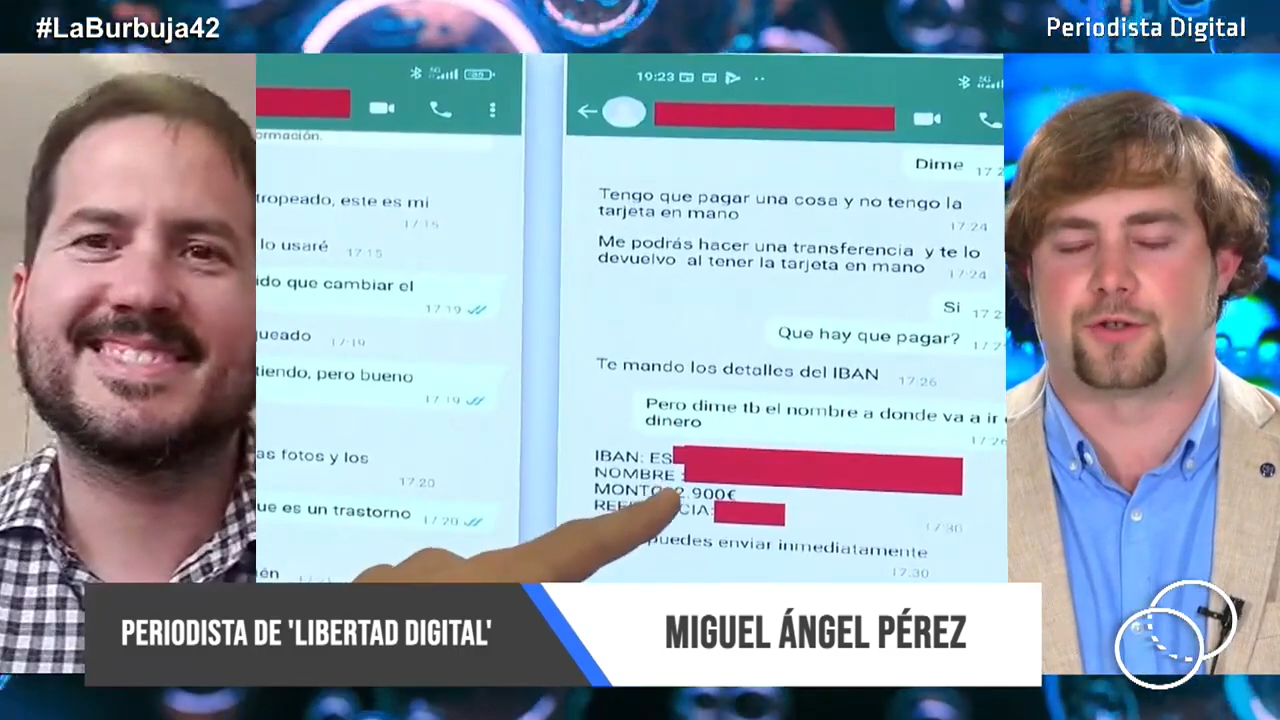 #LaBurbuja42
Periodista Digital
ormación.
tropeado, este es mi
17:15
lo usaré 17:15
ido que cambiar el
17:19
queado 17:19
tiendo, pero bueno
17:19
as fotos y los
17:20
ue es un trastorno
17:20
én
19:23
Dime
Tengo que pagar una cosa y no tengo la
tarjeta en mano
17:24
Me podrás hacer una transferencia y te lo
devuelvo al tener la tarjeta en mano 17:24
Si
Que hay que pagar?
Te mando los detalles del IBAN 17:26
Pero dime tb el nombre a donde va a ir
dinero
17:26
IBAN: ES
NOMBRE :
MONTO 2.900€
17:30
puedes enviar inmediatamente
17:30
PERIODISTA DE 'LIBERTAD DIGITAL'
MIGUEL ÁNGEL PÉREZ